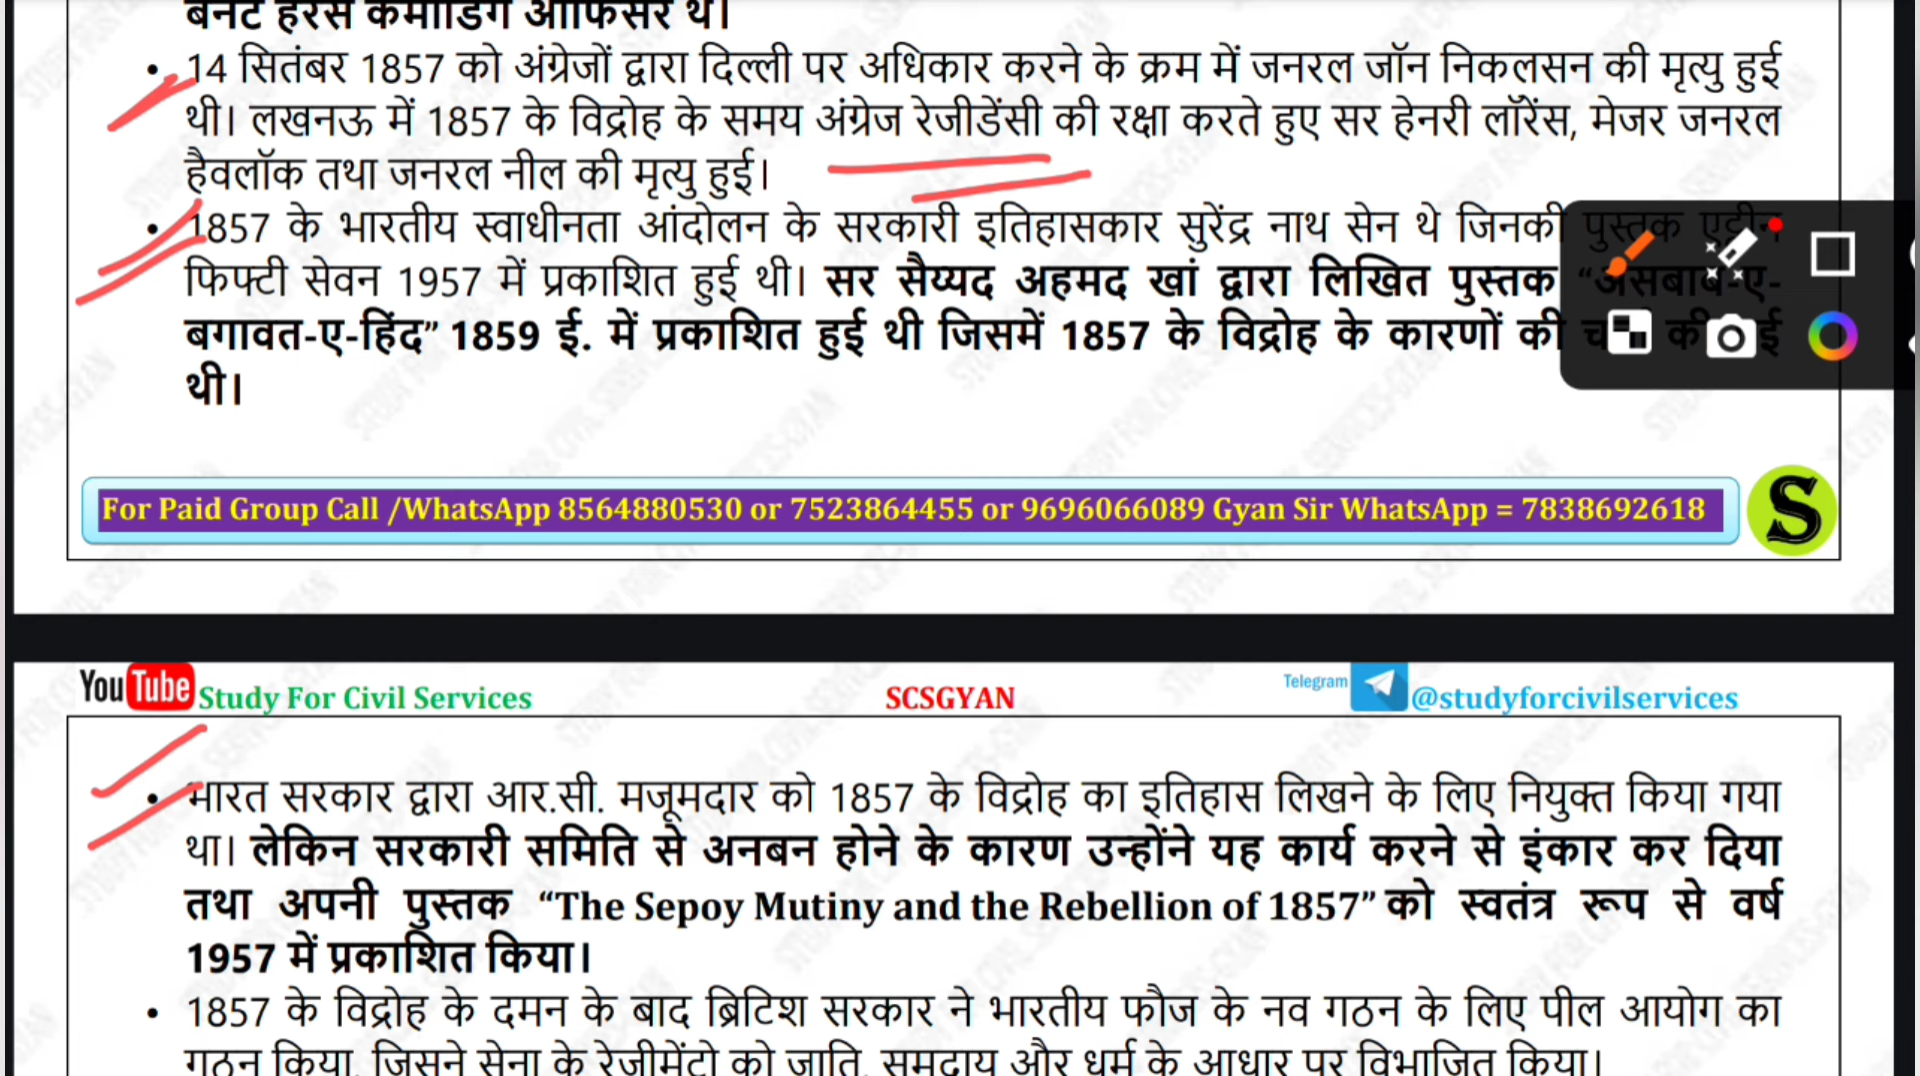 बैनेट हैरसे कमांडिंग ऑफिसर थे।
• 14 सितंबर 1857 को अंग्रेजों द्वारा दिल्ली पर अधिकार करने के क्रम में जनरल जॉन निकलसन की मृत्यु हुई
थी। लखनऊ में 1857 के विद्रोह के समय अंग्रेज रेजीडेंसी की रक्षा करते हुए सर हेनरी लॉरेंस, मेजर जनरल
हैवलॉक तथा जनरल नील की मृत्यु हुई।
• 1857 के भारतीय स्वाधीनता आंदोलन के सरकारी इतिहासकार सुरेंद्र नाथ सेन थे जिनकी पुस्तक एटीन
फिफ्टी सेवन 1957 में प्रकाशित हुई थी। सर सैय्यद अहमद खां द्वारा लिखित पुस्तक “असबाब-ए-
बगावत-ए-हिंद” 1859 ई. में प्रकाशित हुई थी जिसमें 1857 के विद्रोह के कारणों की
थी।
For Paid Group Call /WhatsApp 8564880530 or 7523864455 or 9696066089 Gyan Sir WhatsApp = 7838692618
S
YouTube Study For Civil Services SCSGYAN Telegram @studyforcivilservices
• भारत सरकार द्वारा आर.सी. मजूमदार को 1857 के विद्रोह का इतिहास लिखने के लिए नियुक्त किया गया
था। लेकिन सरकारी समिति से अनबन होने के कारण उन्होंने यह कार्य करने से इंकार कर दिया
तथा अपनी पुस्तक “The Sepoy Mutiny and the Rebellion of 1857” को स्वतंत्र रूप से वर्ष
1957 में प्रकाशित किया।
• 1857 के विद्रोह के दमन के बाद ब्रिटिश सरकार ने भारतीय फौज के नव गठन के लिए पील आयोग का
गठन किया, जिसने सेना के रेजीमेंटो को जाति, समुदाय और धर्म के आधार पर विभाजित किया।